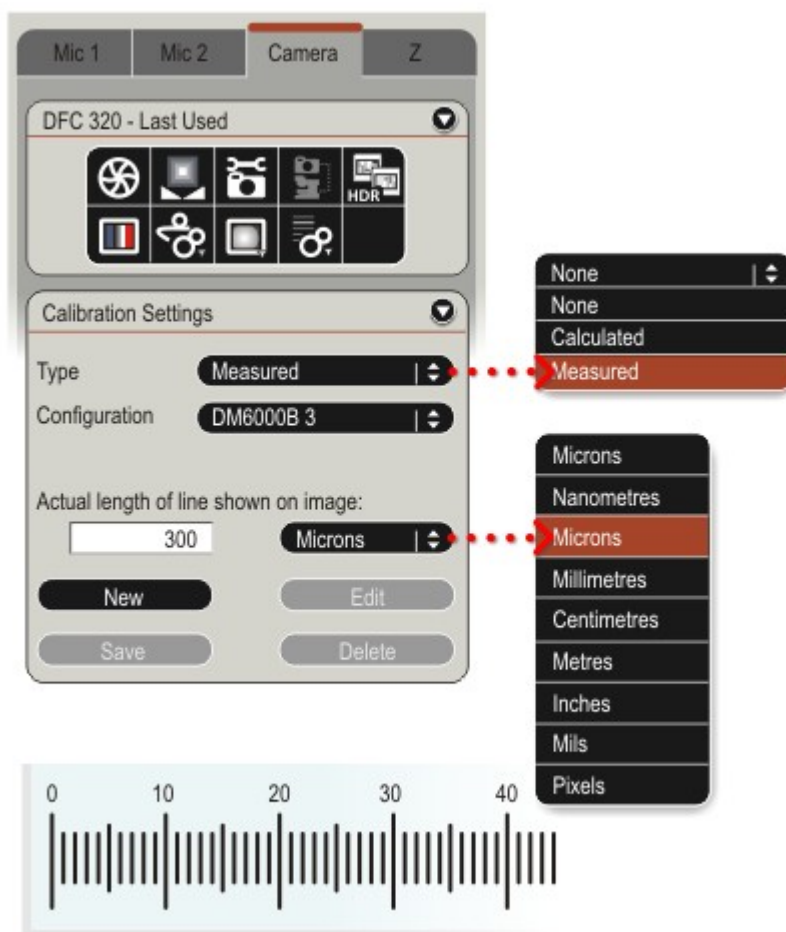 Mic 1 Mic 2 Camera Z
DFC 320 - Last Used
HDR
Calibration Settings
Type Measured
Configuration DM6000B 3
Actual length of line shown on image:
300 Microns
New Edit
Save Delete
None
None
Calculated
Measured
Microns
Nanometres
Microns
Millimetres
Centimetres
Metres
Inches
Mils
Pixels
0 10 20 30 40